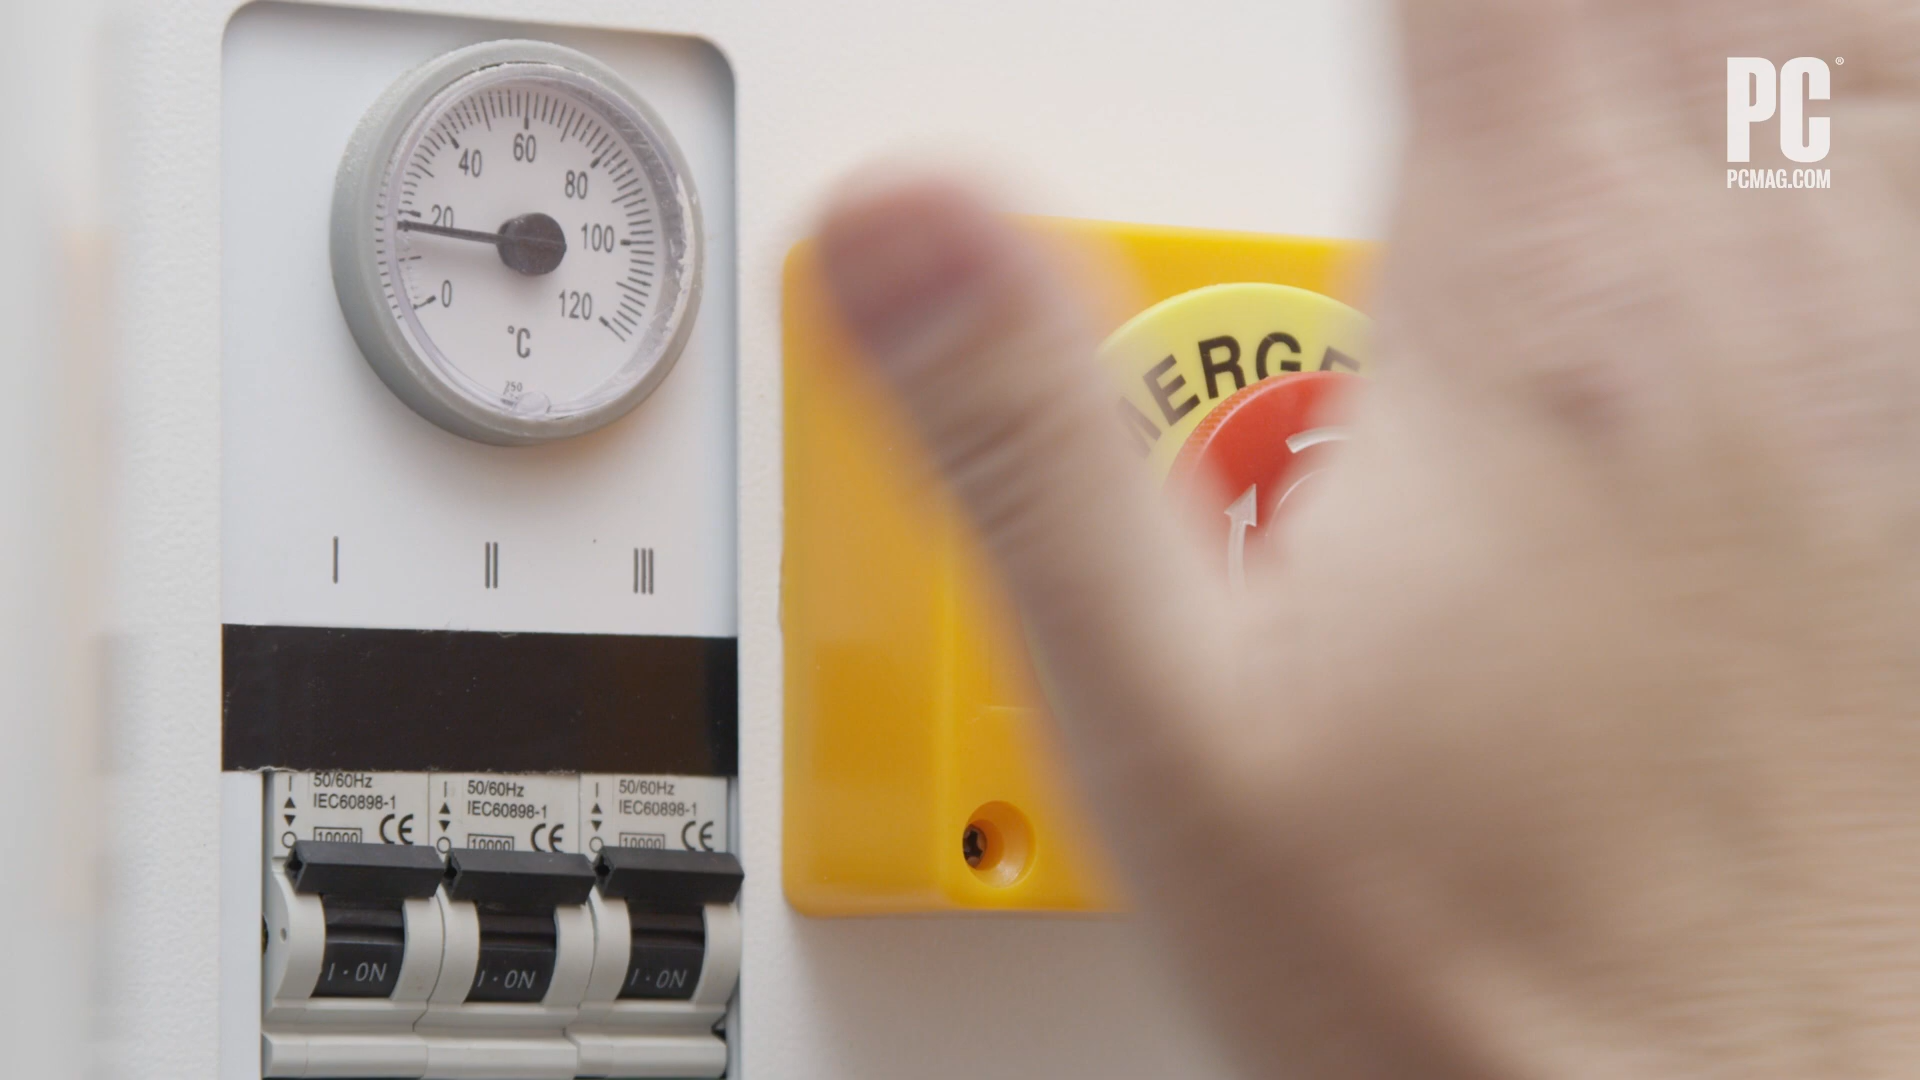 PC®
PCMAG.COM
0
20
40
60
80
100
120
°C
I
II
III
MERGE
50/60Hz
IEC60898-1
10000
CE
50/60Hz
IEC60898-1
10000
CE
50/60Hz
IEC60898-1
10000
CE
I·ON
I·ON
I·ON